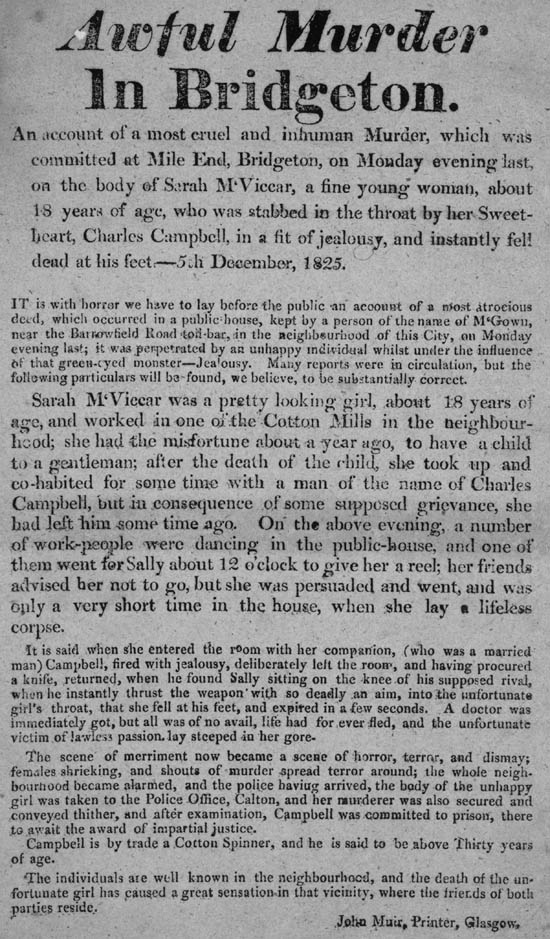 Awful Murder
In Bridgeton.
An account of a most cruel and inhuman Murder, which was
committed at Mile End, Bridgeton, on Monday evening last,
on the body of Sarah M'Viccar, a fine young woman, about
18 years of age, who was stabbed in the throat by her Sweet-
heart, Charles Campbell, in a fit of jealousy, and instantly fell
dead at his feet.—5th December, 1825.
IT is with horror we have to lay before the public an account of a most atrocious
deed, which occurred in a public-house, kept by a person of the name of M'Gown,
near the Barrowfield Road toll-bar, in the neighbourhood of this City, on Monday
evening last; it was perpetrated by an unhappy individual whilst under the influence
of that green-eyed monster—Jealousy. Many reports were in circulation, but the
following particulars will be found, we believe, to be substantially correct.
Sarah M'Viccar was a pretty looking girl, about 18 years of
age, and worked in one of the Cotton Mills in the neighbour-
hood; she had the misfortune about a year ago, to have a child
to a gentleman; after the death of the child, she took up and
co-habited for some time with a man of the name of Charles
Campbell, but in consequence of some supposed grievance, she
had left him some time ago. On the above evening, a number
of work-people were dancing in the public-house, and one of
them went for Sally about 12 o'clock to give her a reel; her friends
advised her not to go, but she was persuaded and went, and was
only a very short time in the house, when she lay a lifeless
corpse.
It is said when she entered the room with her companion, (who was a married
man) Campbell, fired with jealousy, deliberately left the room, and having procured
a knife, returned, when he found Sally sitting on the knee of his supposed rival,
when he instantly thrust the weapon with so deadly an aim, into the unfortunate
girl's throat, that she fell at his feet, and expired in a few seconds. A doctor was
immediately got, but all was of no avail, life had for ever fled, and the unfortunate
victim of lawless passion lay steeped in her gore.
The scene of merriment now became a scene of horror, terror, and dismay;
females shrieking, and shouts of murder spread terror around; the whole neigh-
bourhood became alarmed, and the police haviug arrived, the body of the unhappy
girl was taken to the Police Office, Calton, and her murderer was also secured and
conveyed thither, and after examination, Campbell was committed to prison, there
to await the award of impartial justice.
Campbell is by trade a Cotton Spinner, and he is said to be above Thirty years
of age.
The individuals are well known in the neighbourhood, and the death of the un-
fortunate girl has caused a great sensation in that vicinity, where the friends of both
parties reside.
John Muir, Printer, Glasgow.